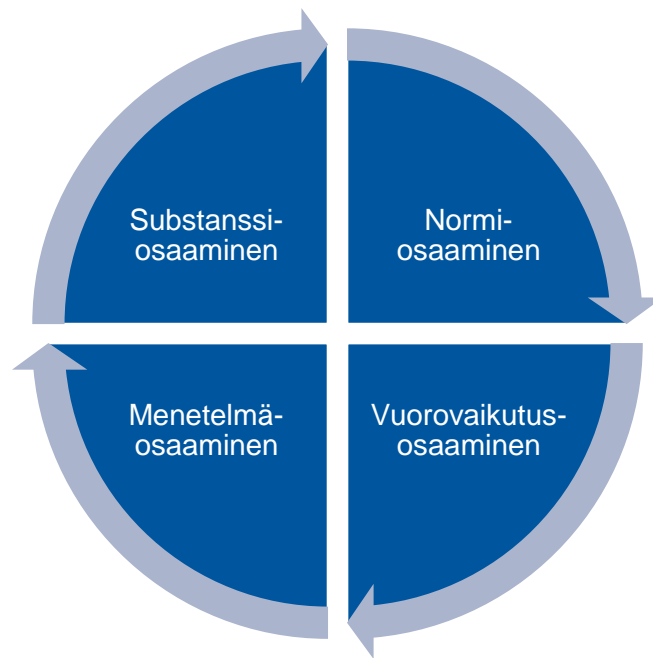 Substanssi-
osaaminen
Normi-
osaaminen
Menetelmä-
osaaminen
Vuorovaikutus-
osaaminen